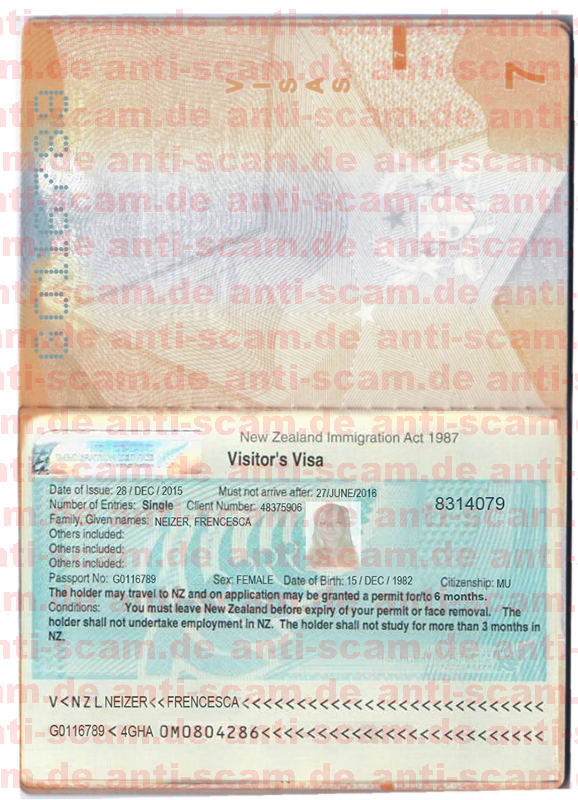 anti-scam.de anti-scam.de
7
7
VISAS
New Zealand Immigration Act 1987
Visitor's Visa
Date of Issue: 28 / DEC / 2015 Must not arrive after: 27/JUNE/2016
Number of Entries: Single Client Number: 48375906 8314079
Family, Given names: NEIZER, FRENCESCA
Others included:
Others included:
Others included:
Passport No: G0116789 Sex: FEMALE Date of Birth: 15 / DEC / 1982 Citizenship: MU
The holder may travel to NZ and on application may be granted a permit for/to 6 months.
Conditions: You must leave New Zealand before expiry of your permit or face removal. The
holder shall not undertake employment in NZ. The holder shall not study for more than 3 months in
NZ.
V<NZLNEIZER<<FRENCESCA<<<<<<<<<<<<<<<<<<<<<<<<<<
G0116789<4GHA 0M0804286<<<<<<<<<<<<<<<<<<<<<<<<